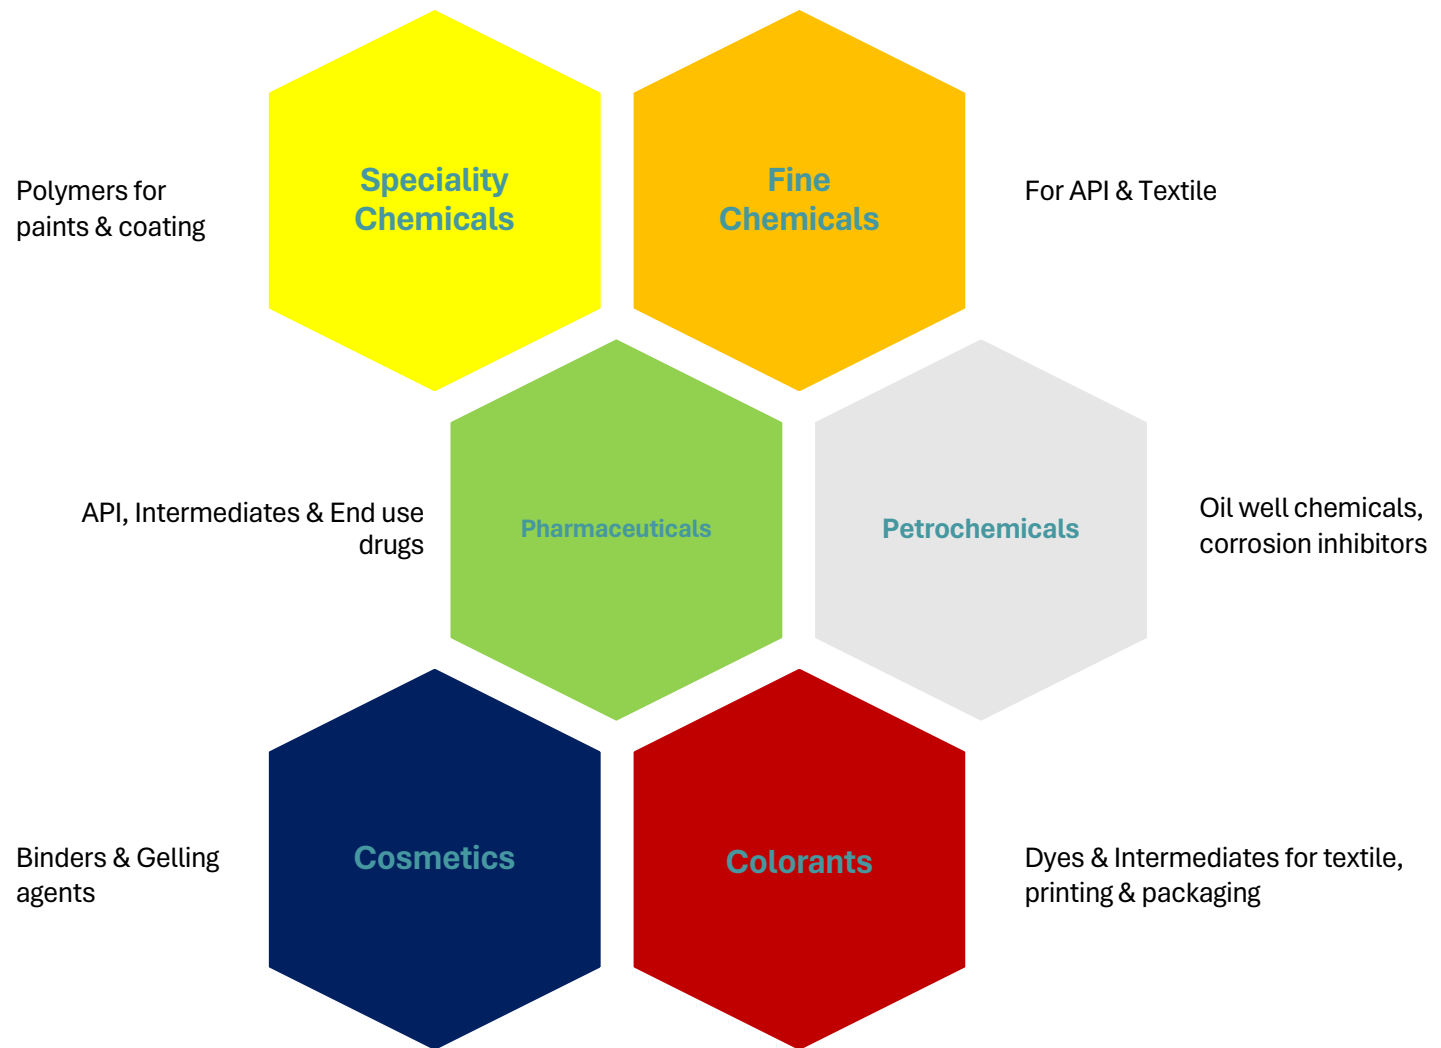 Polymers for
paints & coating
Speciality
Chemicals
Fine
Chemicals
For API & Textile
API, Intermediates & End use
drugs
Pharmaceuticals
Petrochemicals
Oil well chemicals,
corrosion inhibitors
Binders & Gelling
agents
Cosmetics
Colorants
Dyes & Intermediates for textile,
printing & packaging